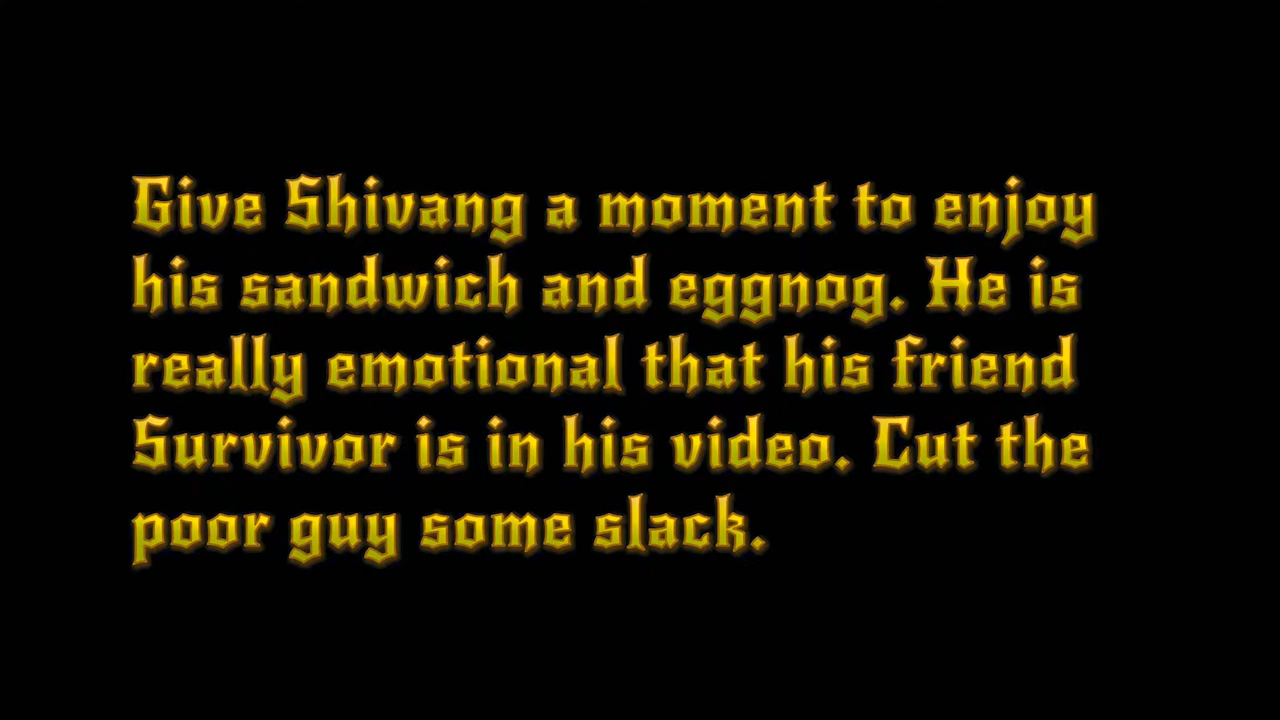 Give Shivang a moment to enjoy
his sandwich and eggnog. He is
really emotional that his friend
Survivor is in his video. Cut the
poor guy some slack.